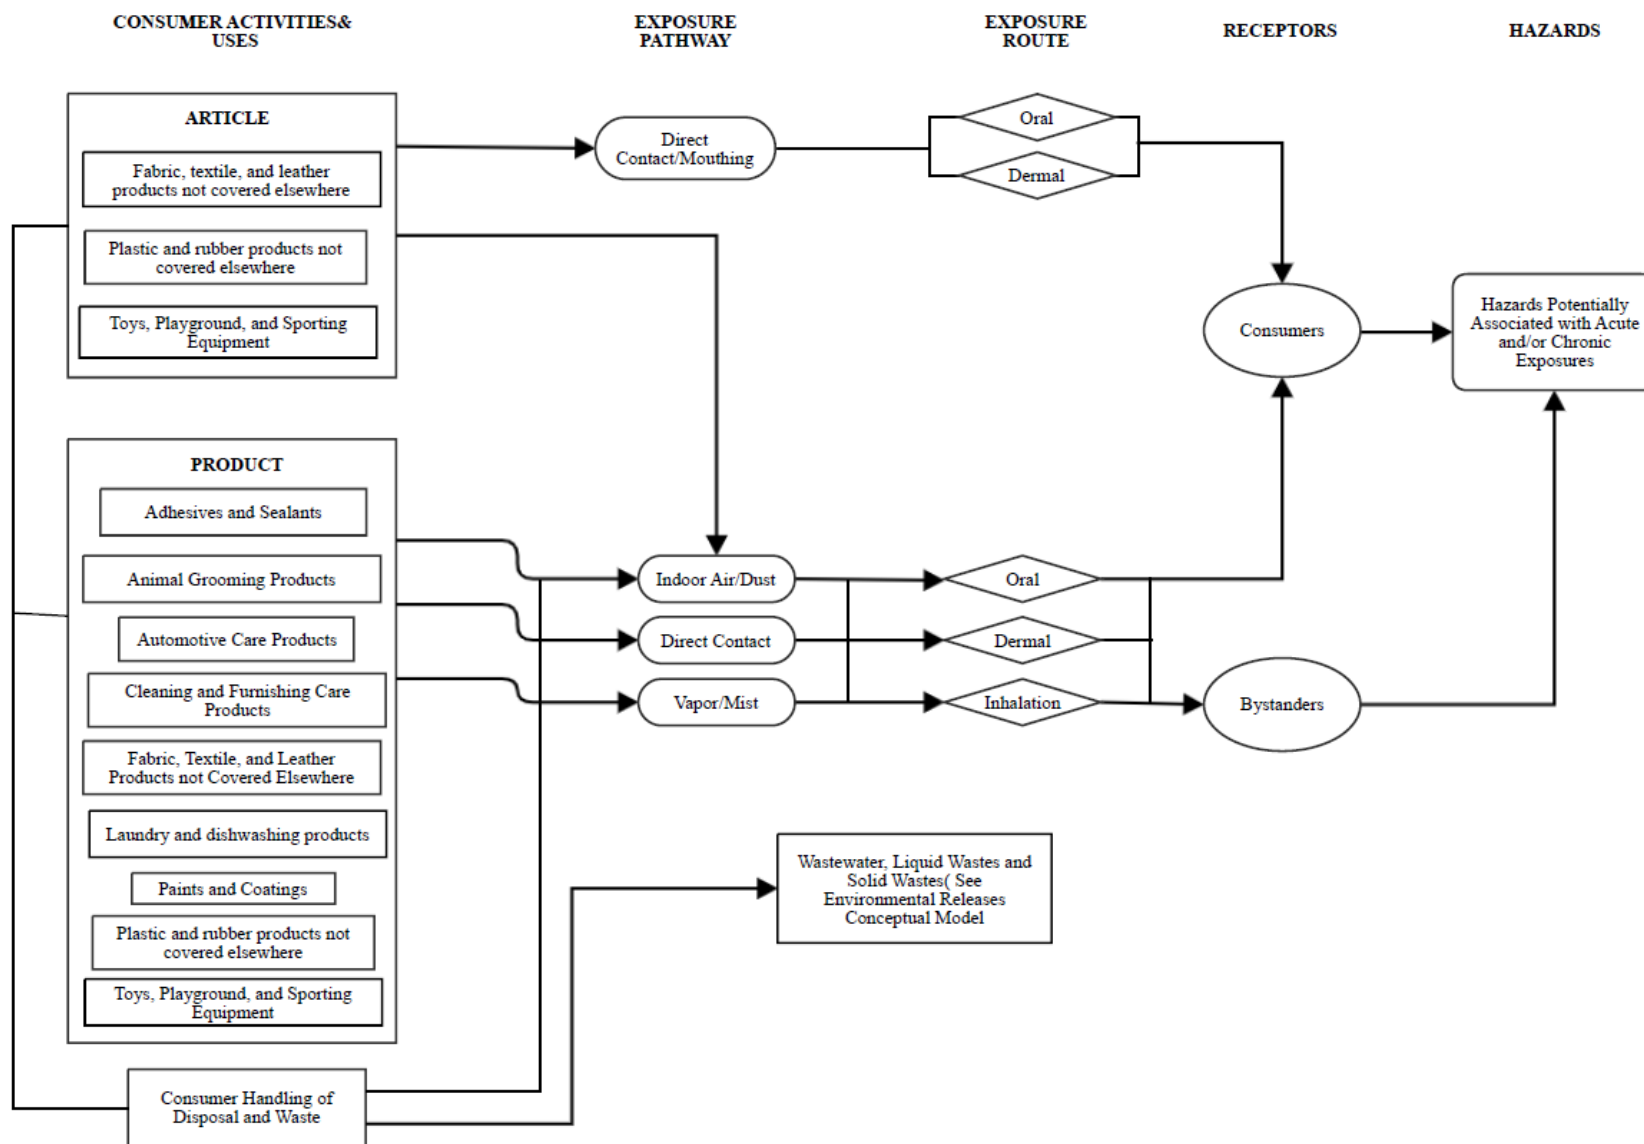 CONSUMER ACTIVITIES&
USES
EXPOSURE
PATHWAY
EXPOSURE
ROUTE
RECEPTORS
HAZARDS
ARTICLE
Fabric, textile, and leather
products not covered elsewhere
Plastic and rubber products not
covered elsewhere
Toys, Playground, and Sporting
Equipment
Direct
Contact/Mouthing
Oral
Dermal
Consumers
Hazards Potentially
Associated with Acute
and/or Chronic
Exposures
PRODUCT
Adhesives and Sealants
Animal Grooming Products
Automotive Care Products
Cleaning and Furnishing Care
Products
Fabric, Textile, and Leather
Products not Covered Elsewhere
Laundry and dishwashing products
Paints and Coatings
Plastic and rubber products not
covered elsewhere
Toys, Playground, and Sporting
Equipment
Indoor Air/Dust
Direct Contact
Vapor/Mist
Oral
Dermal
Inhalation
Bystanders
Wastewater, Liquid Wastes and
Solid Wastes( See
Environmental Releases
Conceptual Model
Consumer Handling of
Disposal and Waste